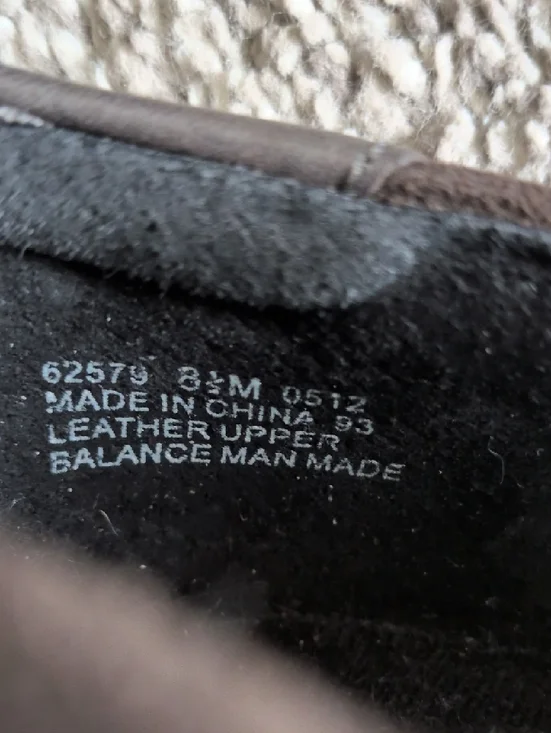 62579 8½M 0512
MADE IN CHINA 93
LEATHER UPPER
BALANCE MAN MADE